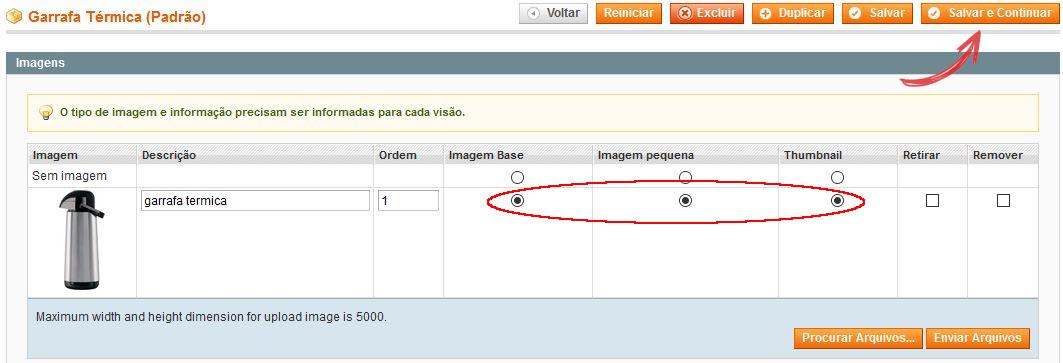 Garrafa Térmica (Padrão) Voltar Reiniciar Excluir Duplicar Salvar Salvar e Continuar
Imagens
O tipo de imagem e informação precisam ser informadas para cada visão.
Imagem Descrição Ordem Imagem Base Imagem pequena Thumbnail Retirar Remover
Sem imagem
garrafa termica 1
Maximum width and height dimension for upload image is 5000.
Procurar Arquivos... Enviar Arquivos